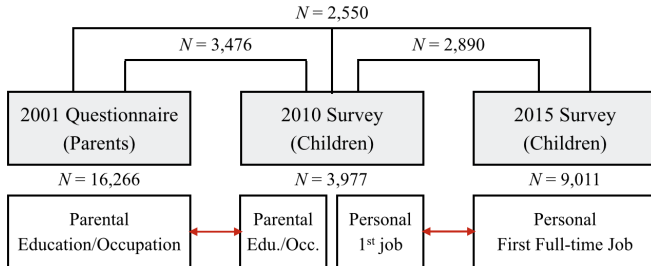 N = 2,550
N = 3,476
N = 2,890
2001 Questionnaire
(Parents)
2010 Survey
(Children)
2015 Survey
(Children)
N = 16,266
N = 3,977
N = 9,011
Parental
Education/Occupation
Parental
Edu./Occ.
Personal
1st job
Personal
First Full-time Job